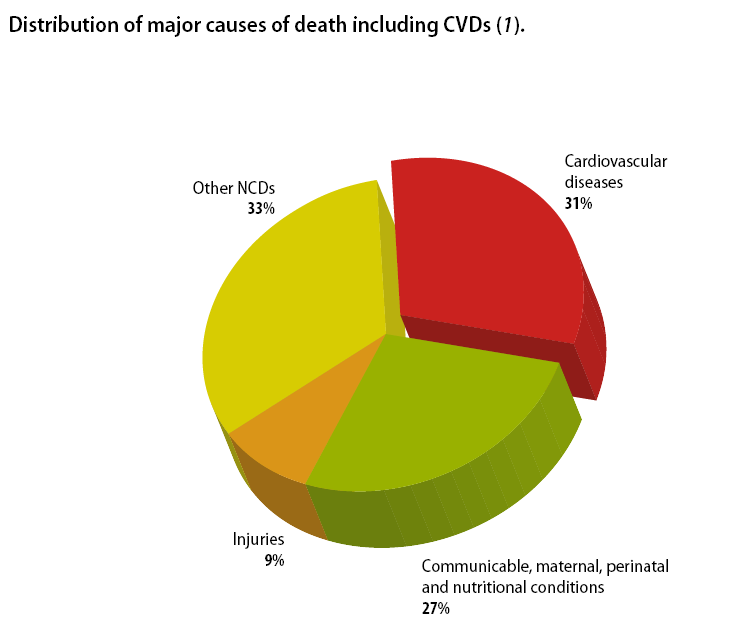 Distribution of major causes of death including CVDs (1).
Cardiovascular
diseases
31%
Other NCDs
33%
Injuries
9%
Communicable, maternal, perinatal
and nutritional conditions
27%